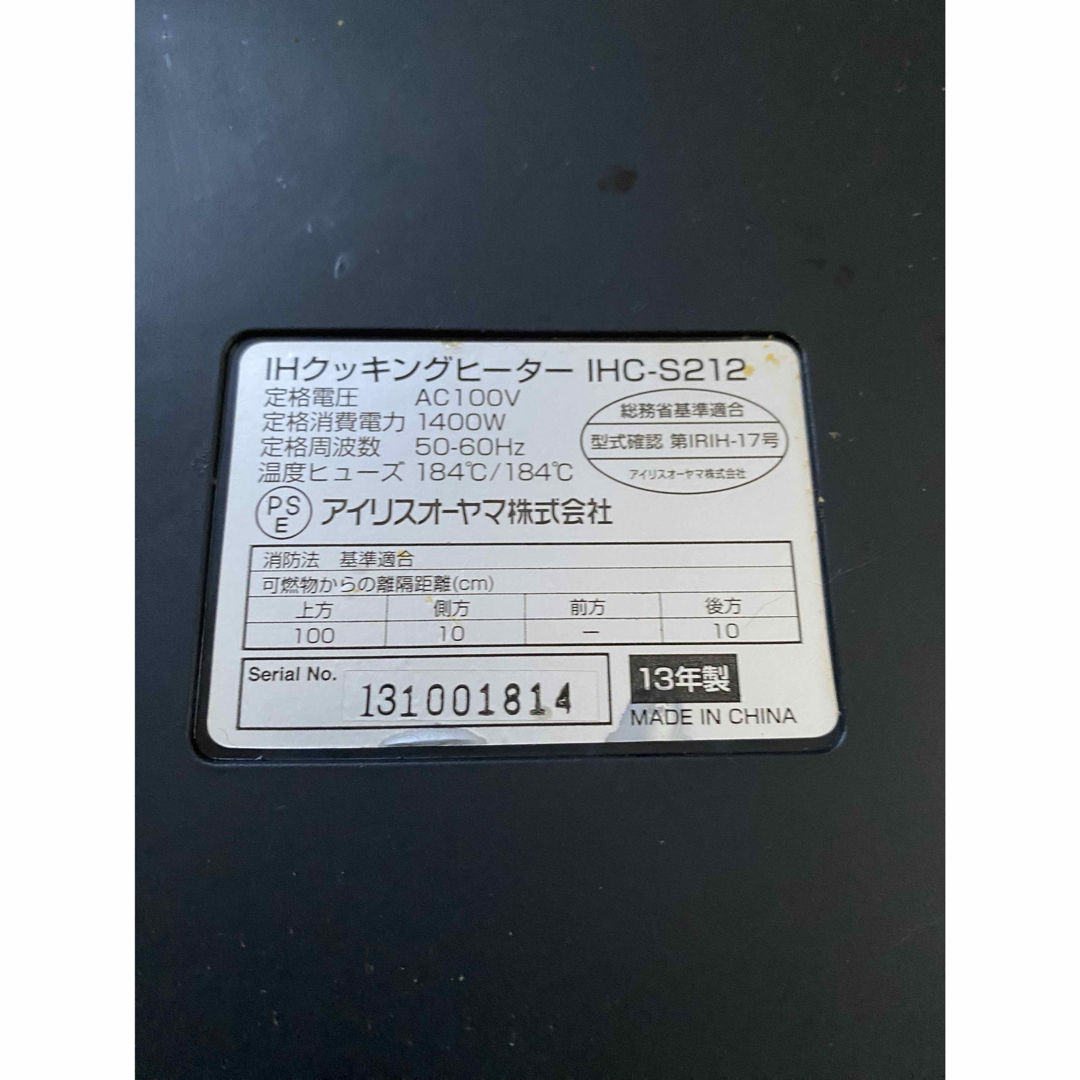 IHクッキングヒーター IHC-S212
定格電圧 AC100V
定格消費電力 1400W
定格周波数 50-60Hz
温度ヒューズ 184℃/184℃
総務省基準適合
型式確認 第IRIH-17号
アイリスオーヤマ株式会社
PSE アイリスオーヤマ株式会社
消防法 基準適合
可燃物からの離隔距離(cm)
上方 側方 前方 後方
100 10 ー 10
Serial No. 131001814
13年製
MADE IN CHINA